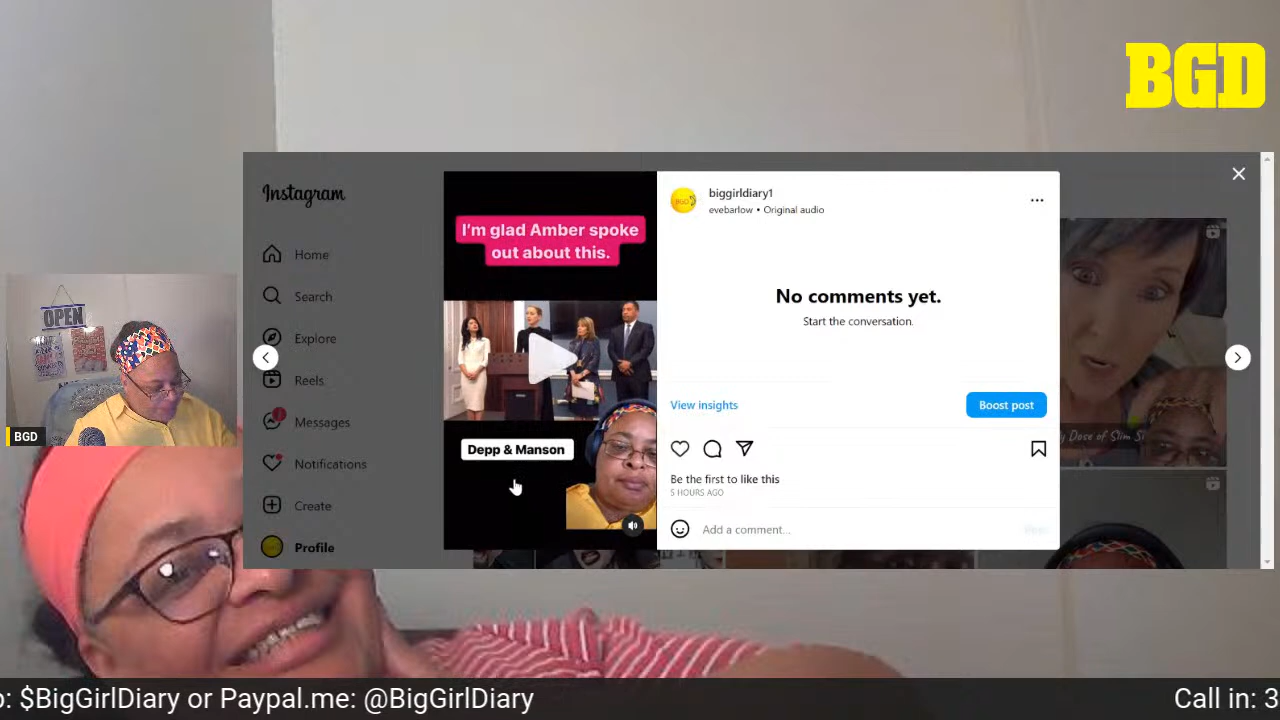 BGD
Instagram
biggirldiary1
evebarlow • Original audio
I'm glad Amber spoke
out about this.
Home
Search
No comments yet.
Start the conversation.
OPEN
Explore
Reels
View insights
Boost post
Messages
BGD
Depp & Manson
Notifications
Be the first to like this
5 HOURS AGO
Create
Add a comment...
Profile
: $BigGirlDiary or Paypal.me: @BigGirlDiary
Call in: 3